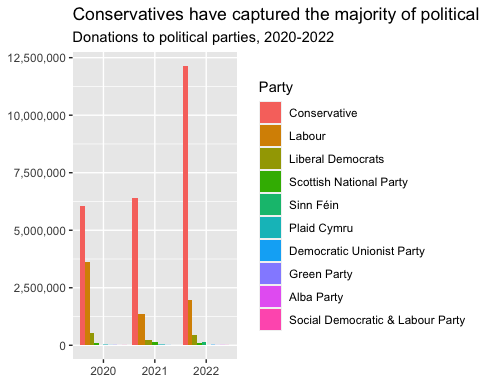 Conservatives have captured the majority of political
Donations to political parties, 2020-2022
12,500,000
10,000,000
7,500,000
5,000,000
2,500,000
0
2020 2021 2022
Party
Conservative
Labour
Liberal Democrats
Scottish National Party
Sinn Féin
Plaid Cymru
Democratic Unionist Party
Green Party
Alba Party
Social Democratic & Labour Party